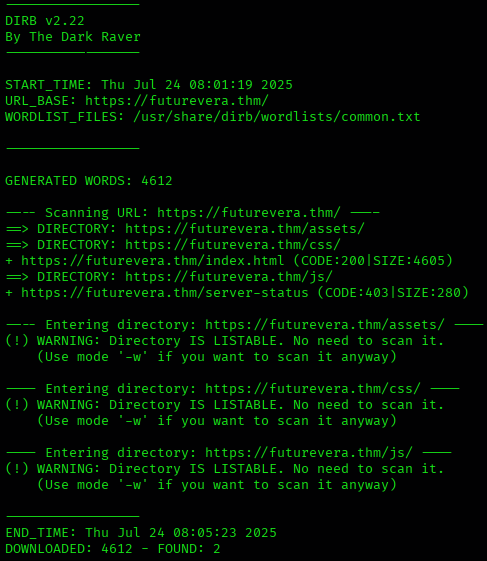 -----------------
DIRB v2.22
By The Dark Raver
-----------------
START_TIME: Thu Jul 24 08:01:19 2025
URL_BASE: https://futurevera.thm/
WORDLIST_FILES: /usr/share/dirb/wordlists/common.txt
-----------------
GENERATED WORDS: 4612
---- Scanning URL: https://futurevera.thm/ ----
==> DIRECTORY: https://futurevera.thm/assets/
==> DIRECTORY: https://futurevera.thm/css/
+ https://futurevera.thm/index.html (CODE:200|SIZE:4605)
==> DIRECTORY: https://futurevera.thm/js/
+ https://futurevera.thm/server-status (CODE:403|SIZE:280)
---- Entering directory: https://futurevera.thm/assets/ ----
(!) WARNING: Directory IS LISTABLE. No need to scan it.
(Use mode '-w' if you want to scan it anyway)
---- Entering directory: https://futurevera.thm/css/ ----
(!) WARNING: Directory IS LISTABLE. No need to scan it.
(Use mode '-w' if you want to scan it anyway)
---- Entering directory: https://futurevera.thm/js/ ----
(!) WARNING: Directory IS LISTABLE. No need to scan it.
(Use mode '-w' if you want to scan it anyway)
-----------------
END_TIME: Thu Jul 24 08:05:23 2025
DOWNLOADED: 4612 - FOUND: 2